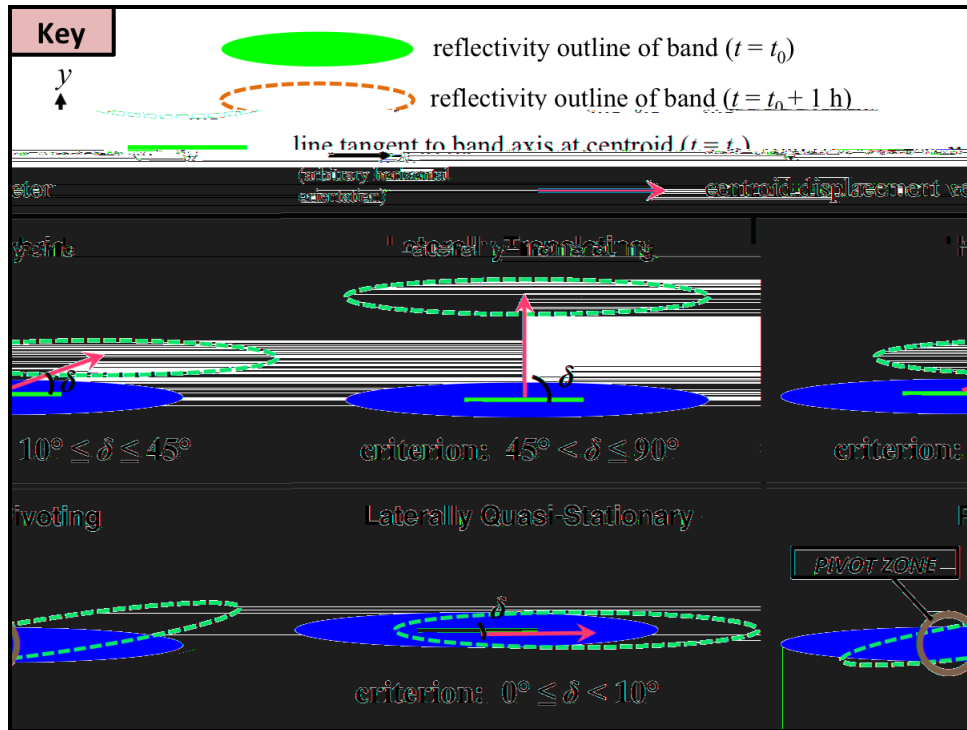 Key
reflectivity outline of band (t = t₀)
y
reflectivity outline of band (t = t₀ + 1 h)
line tangent to band axis at centroid (t = t
(arbitrary horizontal
orientation)
centroid displacement
Laterally Translating
δ
δ
10° ≤ δ ≤ 45°
criterion: 45° < δ ≤ 90°
criterion:
ivoting
Laterally Quasi-Stationary
PIVOT ZONE
δ
criterion: 0° ≤ δ < 10°